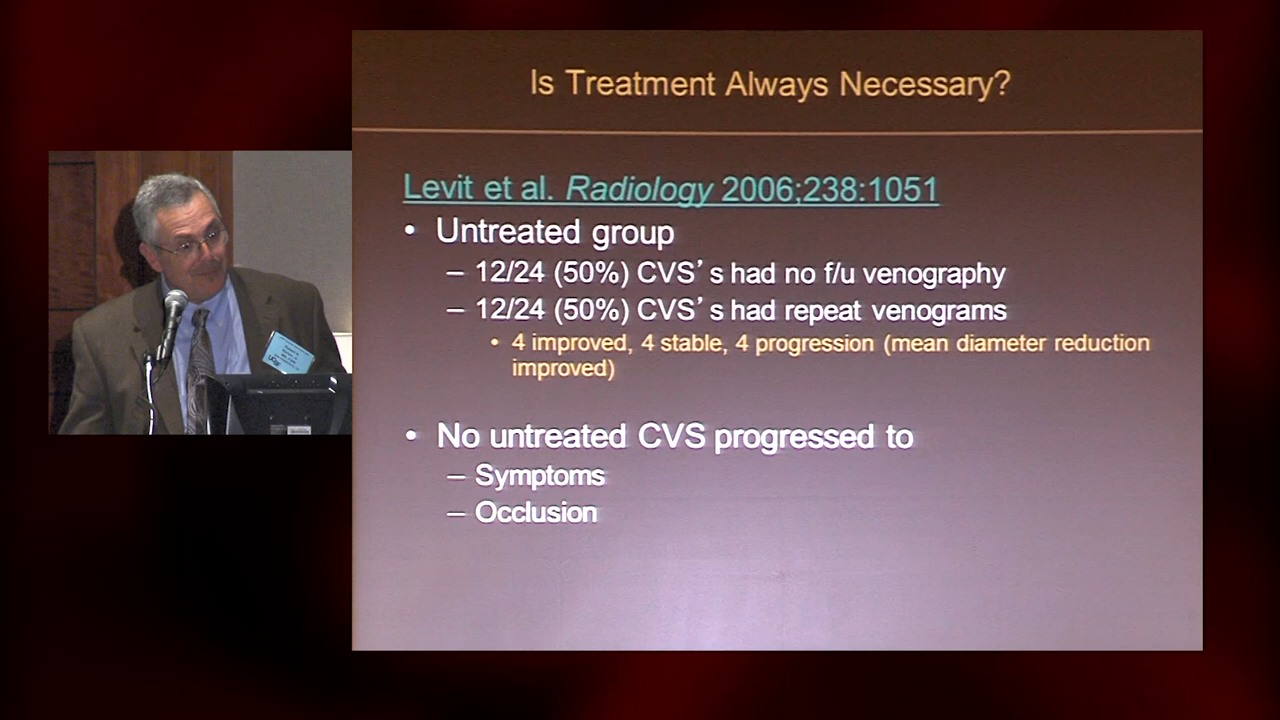 Is Treatment Always Necessary?
Levit et al. Radiology 2006;238:1051
• Untreated group
– 12/24 (50%) CVS's had no f/u venography
– 12/24 (50%) CVS's had repeat venograms
• 4 improved, 4 stable, 4 progression (mean diameter reduction
improved)
• No untreated CVS progressed to
– Symptoms
– Occlusion